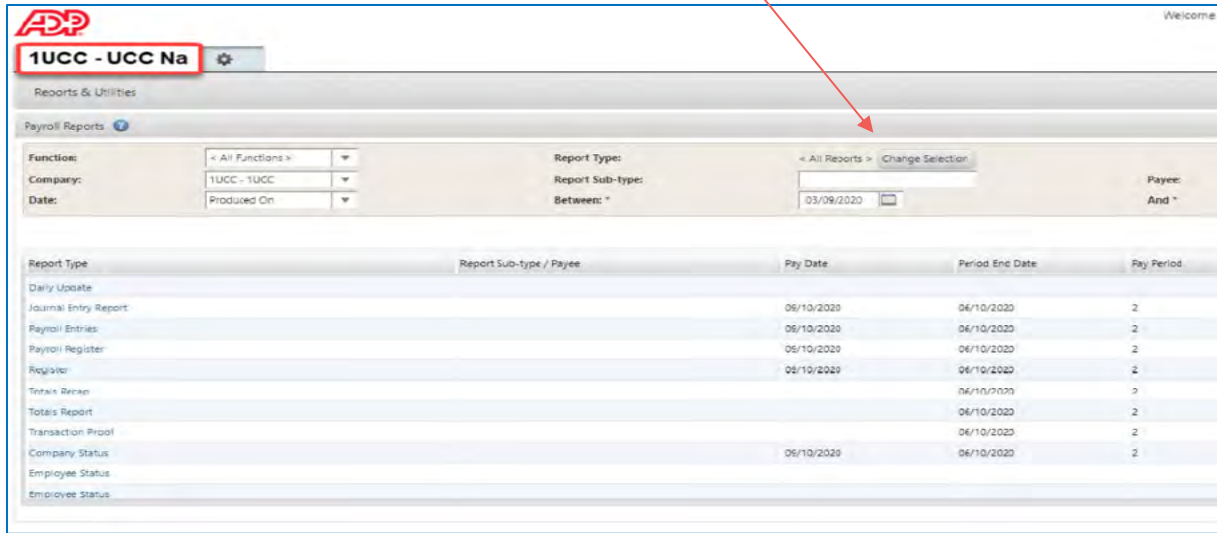 ADP
Welcome
1UCC - UCC Na
Reports & Utilities
Payroll Reports ?
Function: < All Functions > Report Type: < All Reports > Change Selection
Company: 1UCC - 1UCC Report Sub-type: Payee:
Date: Produced On Between: * 03/09/2020 And *
Report Type Report Sub-type / Payee Pay Date Period End Date Pay Period
Daily Update
Journal Entry Report 06/10/2020 06/10/2020 2
Payroll Entries 06/10/2020 06/10/2020 2
Payroll Register 06/10/2020 06/10/2020 2
Register 06/10/2020 06/10/2020 2
Totals Recap 06/10/2020 2
Totals Report 06/10/2020 2
Transaction Proof 06/10/2020 2
Company Status 06/10/2020 06/10/2020 2
Employee Status
Employee Status